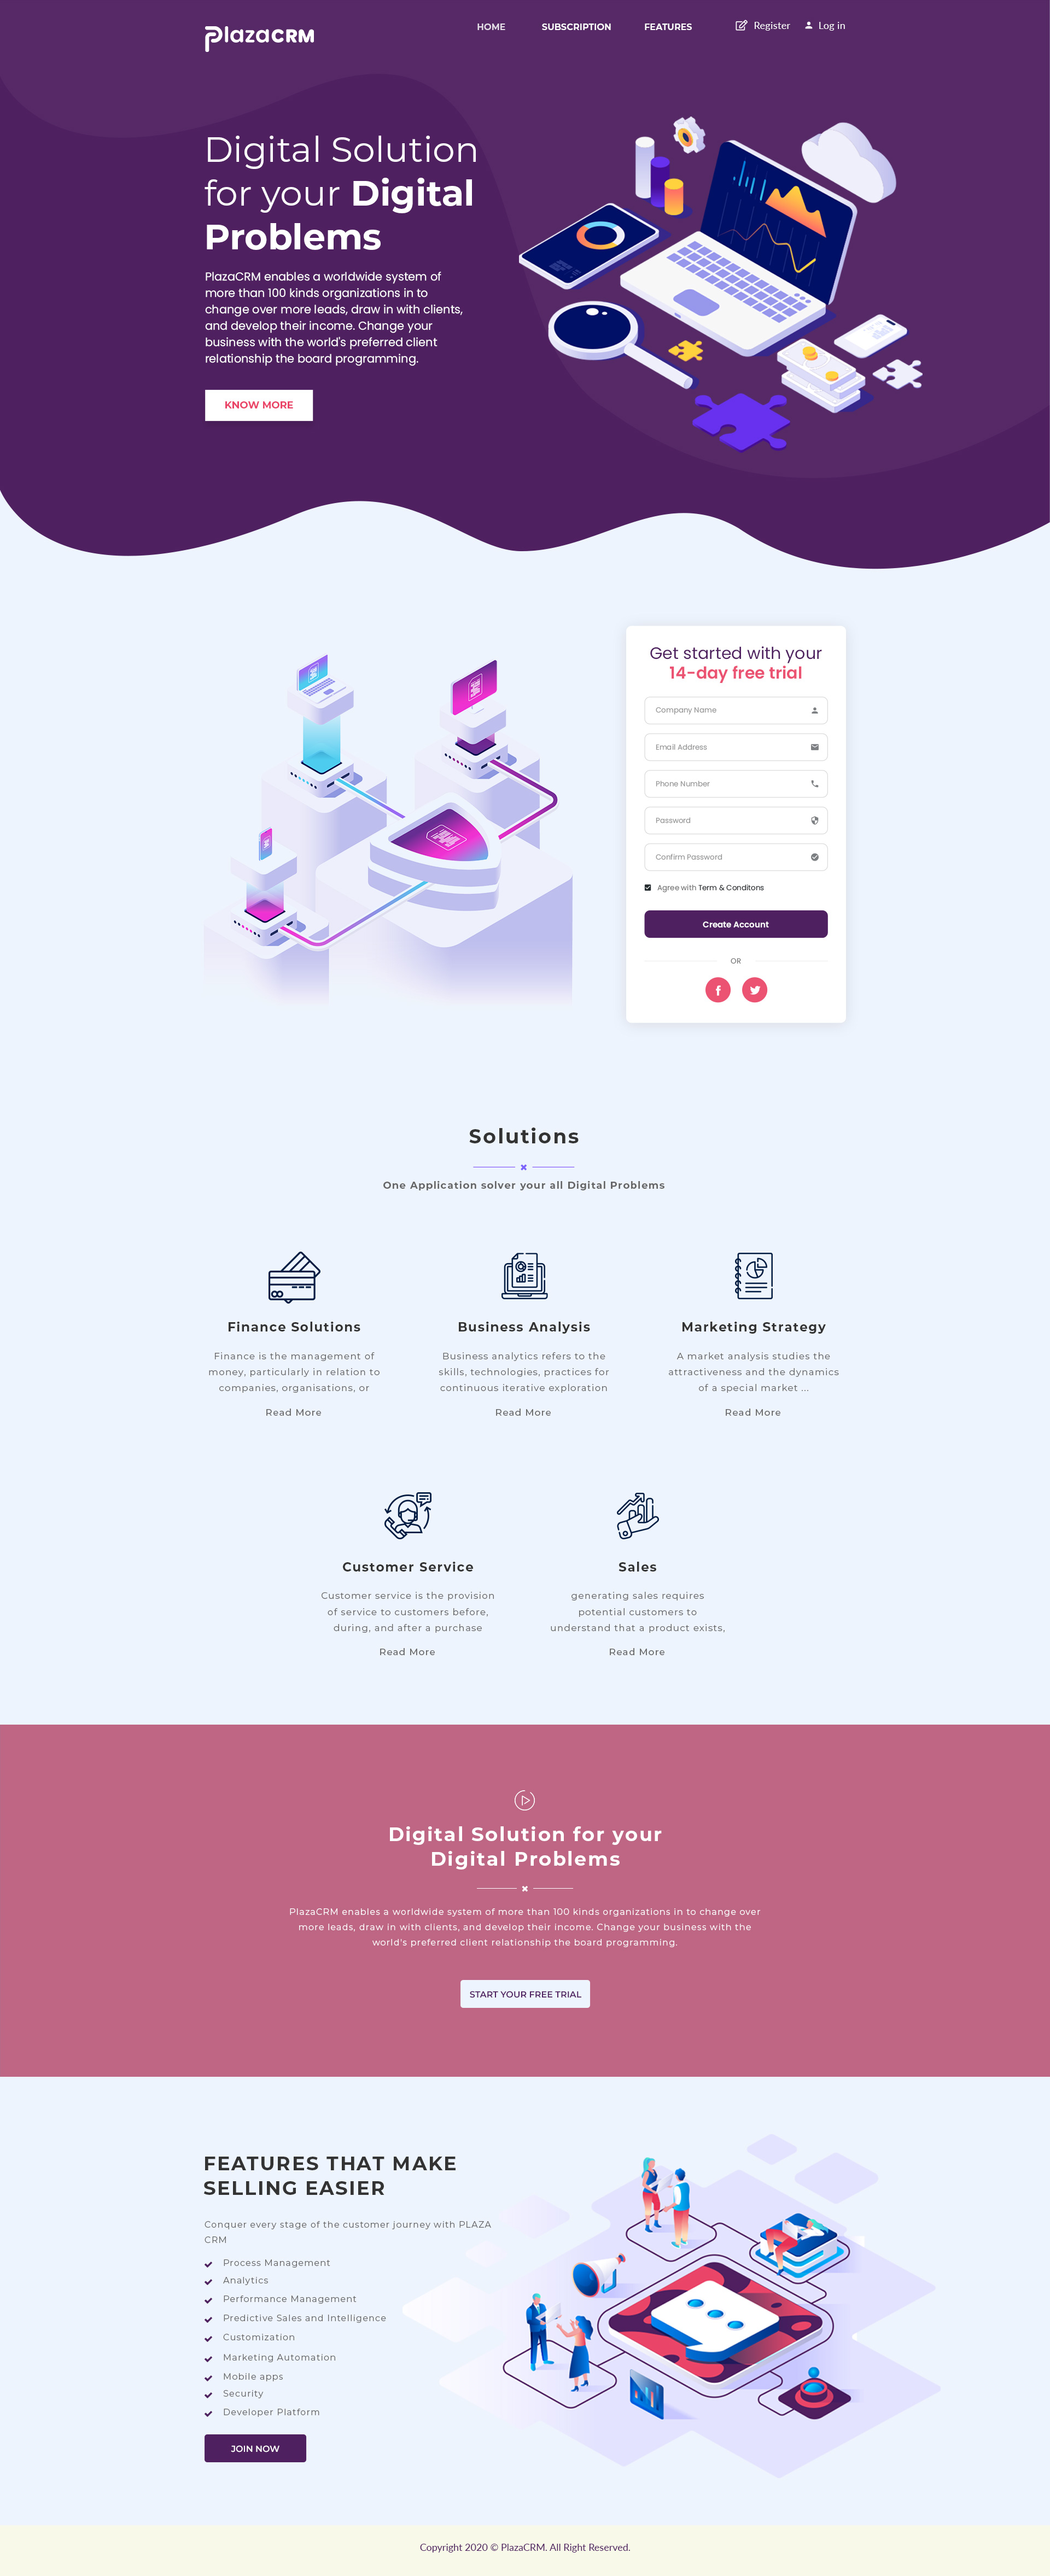 PlazaCRM
HOME
SUBSCRIPTION
FEATURES
Register
Log in
Digital Solution
for your Digital
Problems
PlazaCRM enables a worldwide system of
more than 100 kinds organizations in to
change over more leads, draw in with clients,
and develop their income. Change your
business with the world's preferred client
relationship the board programming.
KNOW MORE
Get started with your
14-day free trial
Company Name
Email Address
Phone Number
Password
Confirm Password
Agree with Term & Conditons
Create Account
OR
Solutions
One Application solver your all Digital Problems
Finance Solutions
Finance is the management of
money, particularly in relation to
companies, organisations, or
Read More
Business Analysis
Business analytics refers to the
skills, technologies, practices for
continuous iterative exploration
Read More
Marketing Strategy
A market analysis studies the
attractiveness and the dynamics
of a special market ...
Read More
Customer Service
Customer service is the provision
of service to customers before,
during, and after a purchase
Read More
Sales
generating sales requires
potential customers to
understand that a product exists,
Read More
Digital Solution for your
Digital Problems
PlazaCRM enables a worldwide system of more than 100 kinds organizations in to change over
more leads, draw in with clients, and develop their income. Change your business with the
world's preferred client relationship the board programming.
START YOUR FREE TRIAL
FEATURES THAT MAKE
SELLING EASIER
Conquer every stage of the customer journey with PLAZA
CRM
Process Management
Analytics
Performance Management
Predictive Sales and Intelligence
Customization
Marketing Automation
Mobile apps
Security
Developer Platform
JOIN NOW
Copyright 2020 © PlazaCRM. All Right Reserved.